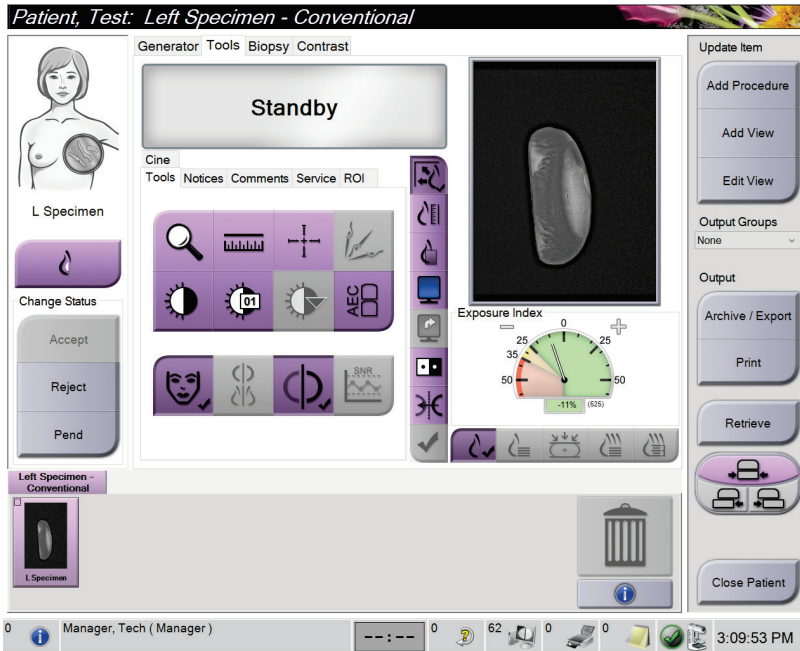 Patient, Test: Left Specimen - Conventional
Generator Tools Biopsy Contrast
Standby
Cine
Tools Notices Comments Service ROI
01
AEC
SNR
L Specimen
Change Status
Accept
Reject
Pend
Exposure Index
0
25 25
35
50 50
-11% (525)
Update Item
Add Procedure
Add View
Edit View
Output Groups
None
Output
Archive / Export
Print
Retrieve
Close Patient
Left Specimen -
Conventional
L Specimen
0 Manager, Tech ( Manager ) --:-- 0 62 0 0 3:09:53 PM